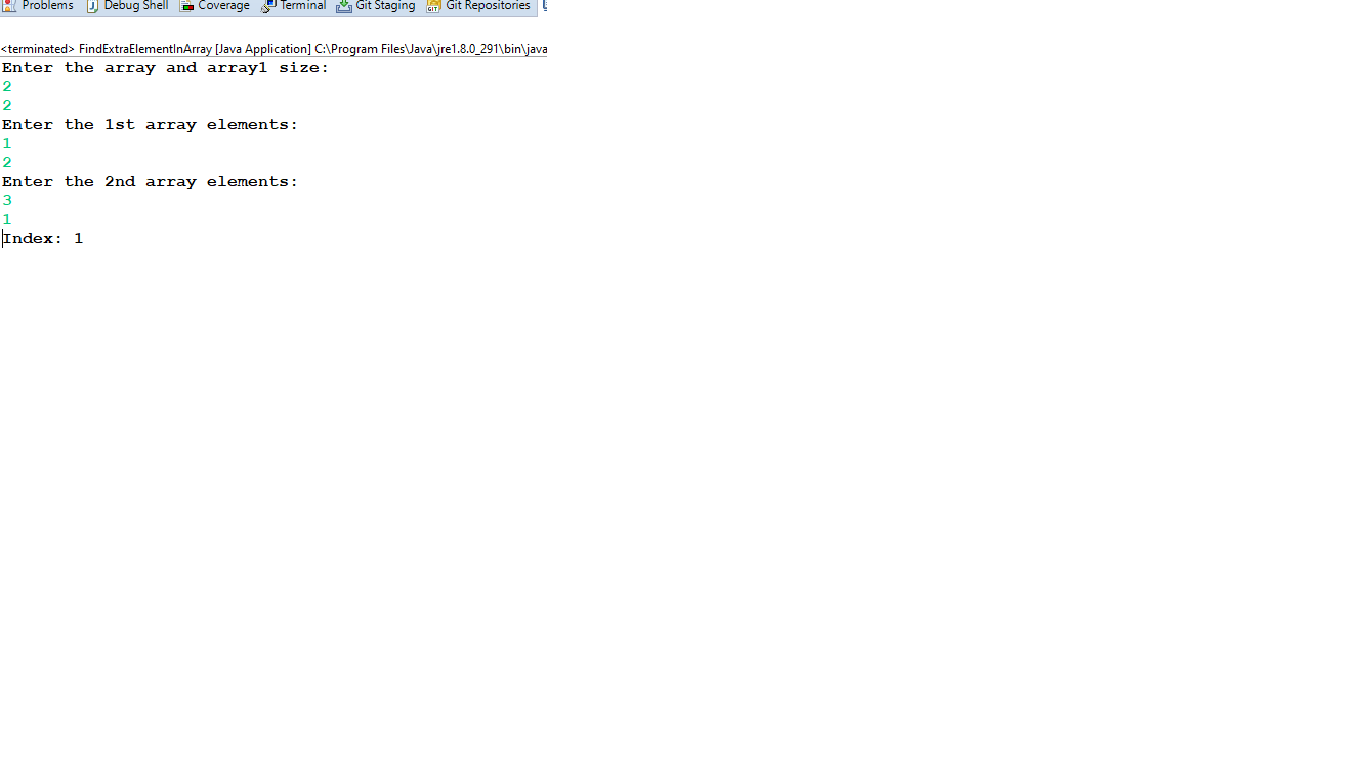 Problems Debug Shell Coverage Terminal Git Staging Git Repositories
<terminated> FindExtraElementInArray [Java Application] C:\Program Files\Java\jre1.8.0_291\bin\java
Enter the array and array1 size:
2
2
Enter the 1st array elements:
1
2
Enter the 2nd array elements:
3
1
Index: 1